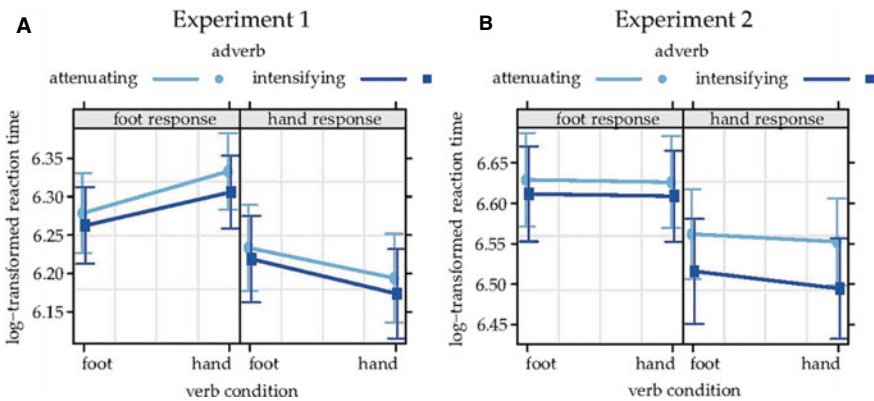 A
Experiment 1
adverb
attenuating intensifying
foot response hand response
log–transformed reaction time
6.35
6.30
6.25
6.20
6.15
foot hand foot hand
verb condition
B
Experiment 2
adverb
attenuating intensifying
foot response hand response
log–transformed reaction time
6.65
6.60
6.55
6.50
6.45
foot hand foot hand
verb condition